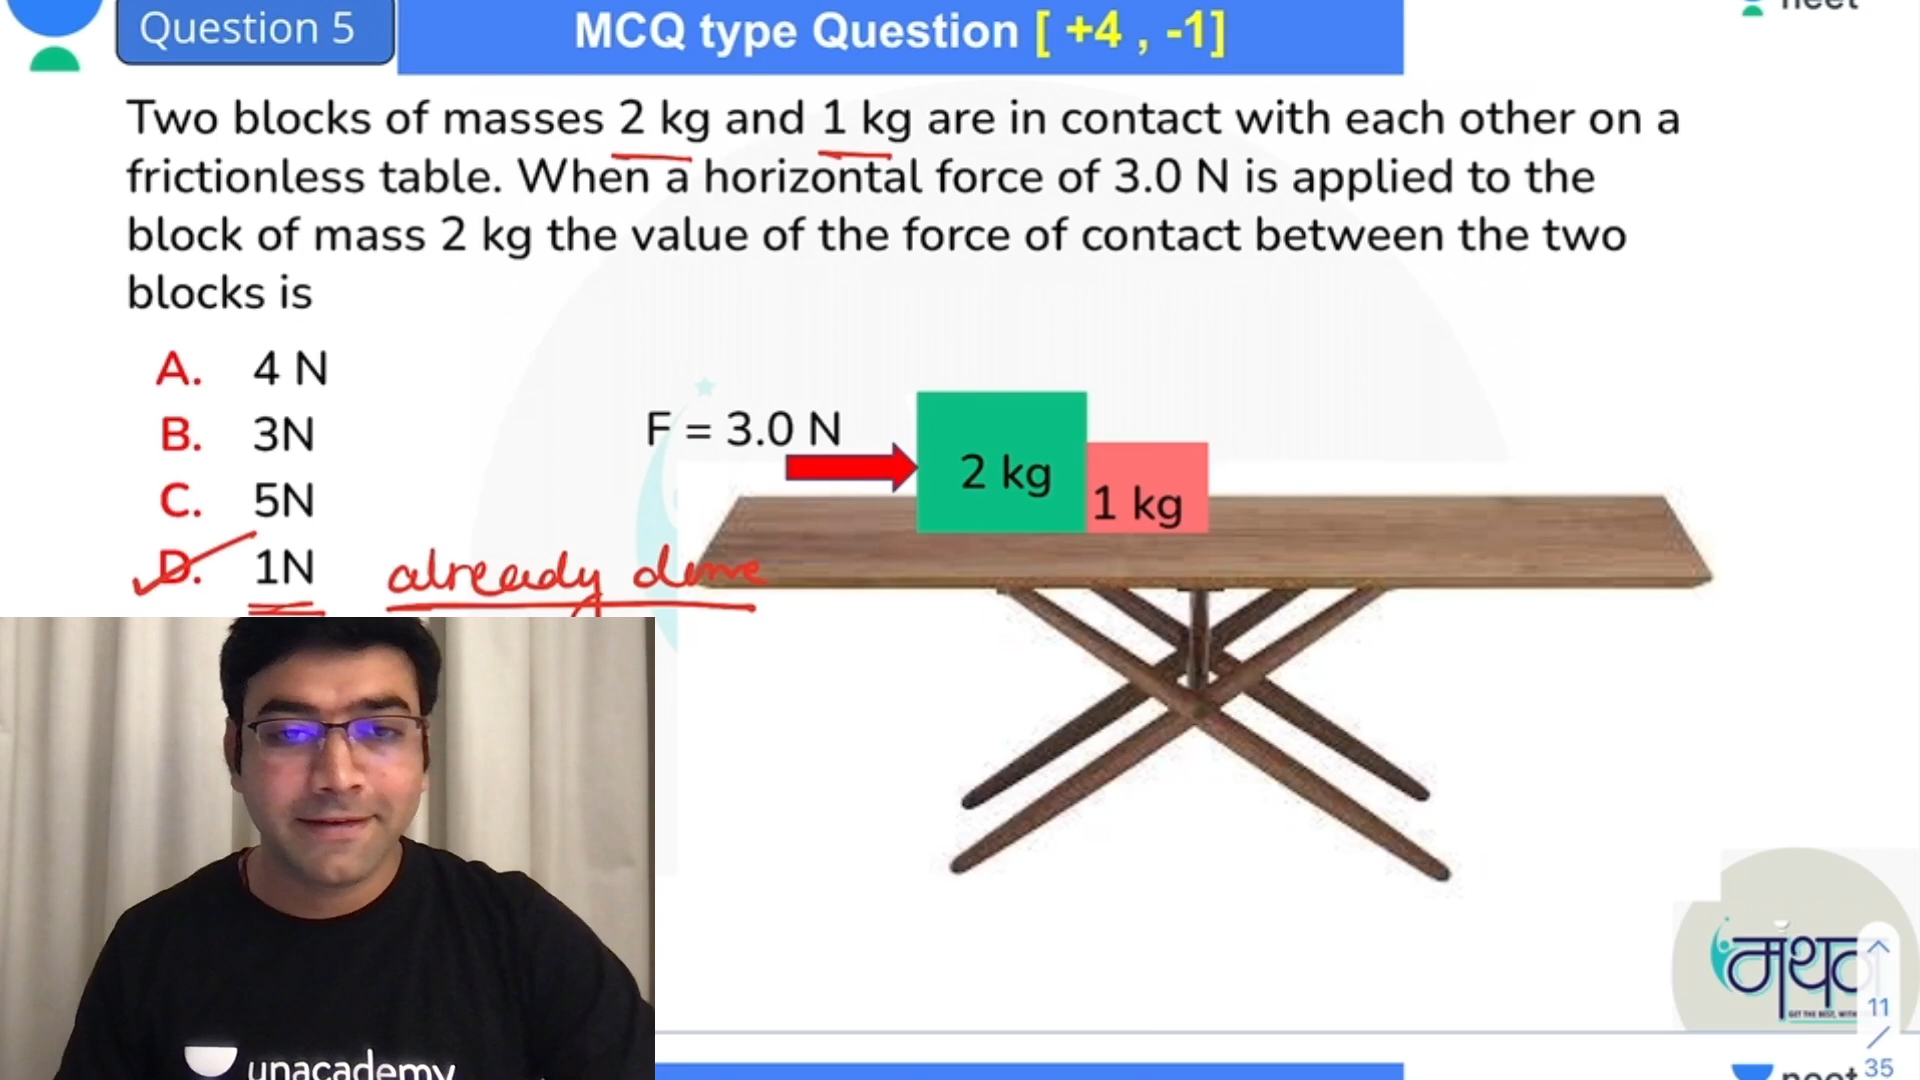 neet
Question 5
MCQ type Question [ +4 , -1]
Two blocks of masses 2 kg and 1 kg are in contact with each other on a
frictionless table. When a horizontal force of 3.0 N is applied to the
block of mass 2 kg the value of the force of contact between the two
blocks is
A. 4 N
B. 3N
C. 5N
D. 1N
already done
F = 3.0 N
2 kg
1 kg
unacademy
मंथन
11
35
neet